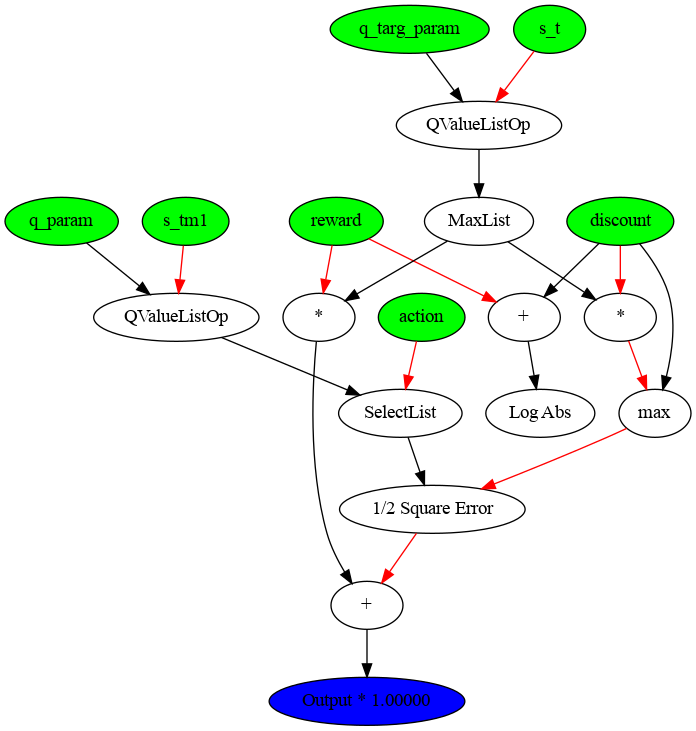 q_targ_param
s_t
QValueListOp
q_param
s_tm1
reward
MaxList
discount
QValueListOp
*
action
+
*
SelectList
Log Abs
max
1/2 Square Error
+
Output * 1.00000